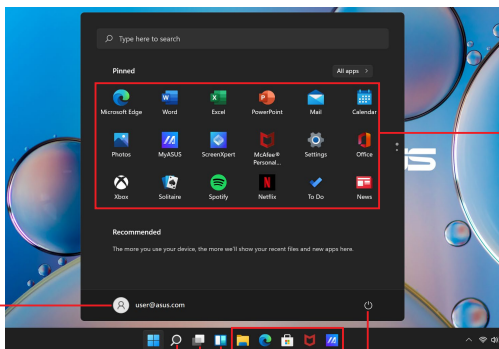 Type here to search
Pinned
All apps >
Microsoft Edge
Word
Excel
PowerPoint
Mail
Calendar
Photos
MyASUS
ScreenXpert
McAfee®
Personal...
Settings
Office
Xbox
Solitaire
Spotify
Netflix
To Do
News
Recommended
The more you use your device, the more we'll show your recent files and new apps here.
user@asus.com